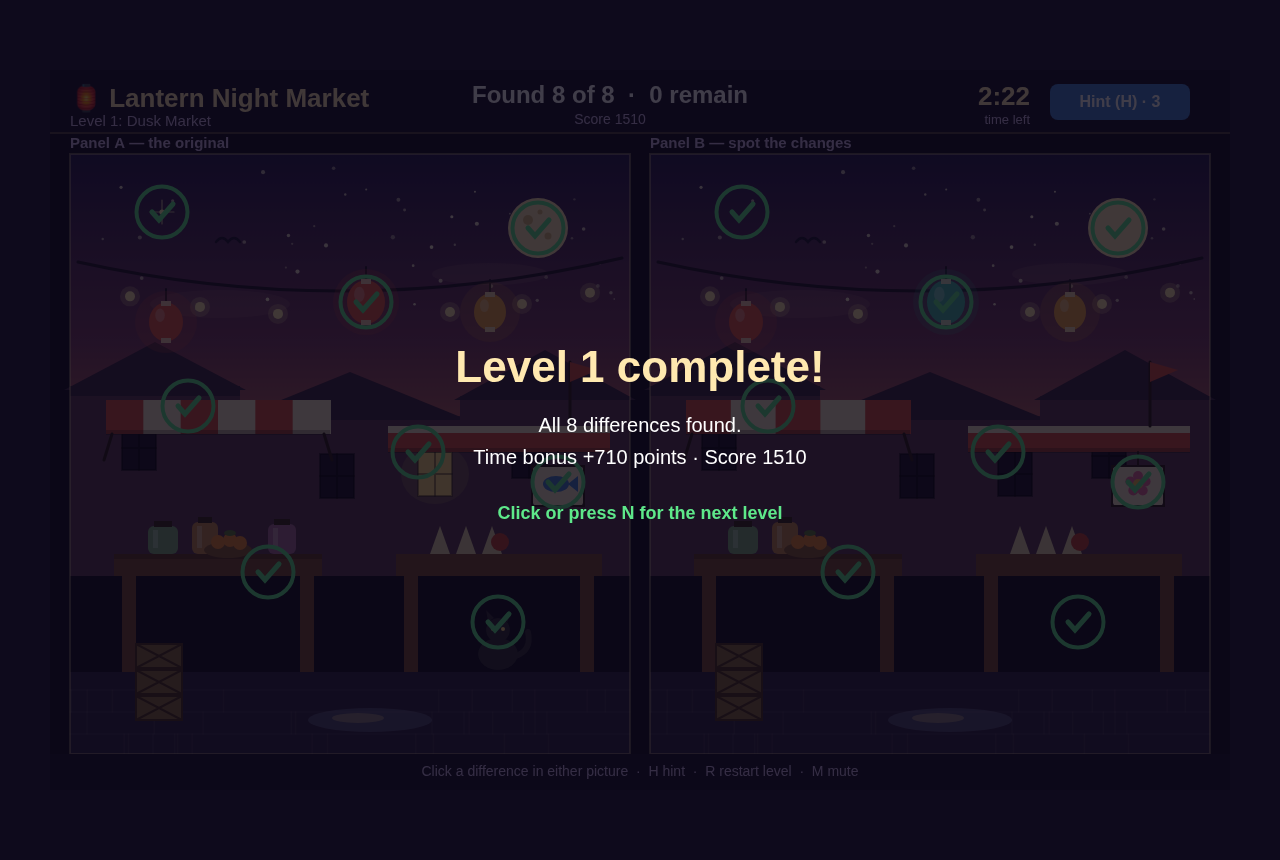 Lantern Night Market
Level 1: Dusk Market
Found 8 of 8 · 0 remain
Score 1510
2:22
time left
Hint (H) · 3
Panel A — the original
Panel B — spot the changes
Level 1 complete!
All 8 differences found.
Time bonus +710 points · Score 1510
Click or press N for the next level
Click a difference in either picture · H hint · R restart level · M mute